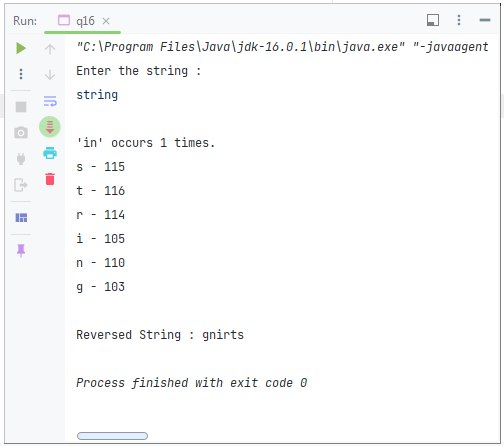 Run: q16
"C:\Program Files\Java\jdk-16.0.1\bin\java.exe" "-javaagent
Enter the string :
string
'in' occurs 1 times.
s - 115
t - 116
r - 114
i - 105
n - 110
g - 103
Reversed String : gnirts
Process finished with exit code 0